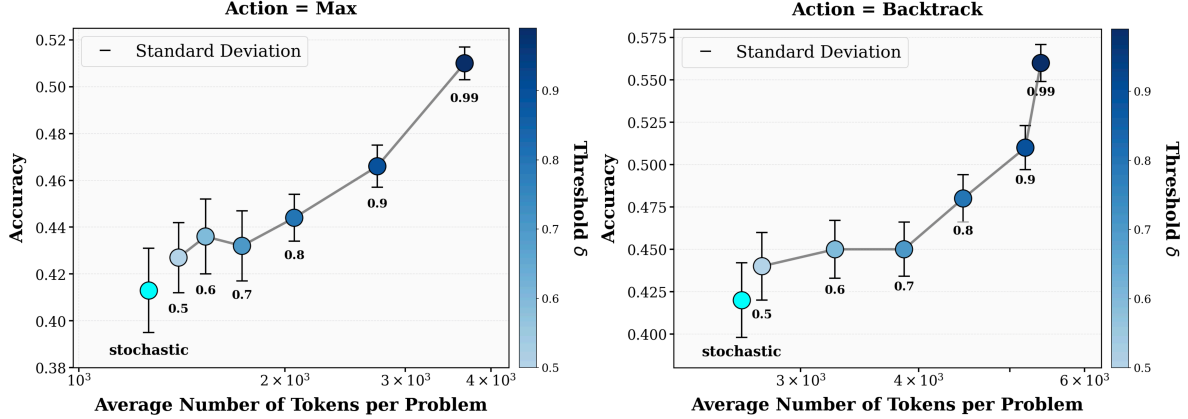 Action = Max
Standard Deviation
0.52
0.50
0.48
0.46
0.44
0.42
0.40
0.38
Accuracy
stochastic
0.5
0.6
0.7
0.8
0.9
0.99
10³
2 × 10³
3 × 10³
4 × 10³
Average Number of Tokens per Problem
0.9
0.8
0.7
0.6
0.5
Threshold δ
Action = Backtrack
Standard Deviation
0.575
0.550
0.525
0.500
0.475
0.450
0.425
0.400
Accuracy
stochastic
0.5
0.6
0.7
0.8
0.9
0.99
3 × 10³
4 × 10³
6 × 10³
Average Number of Tokens per Problem
0.9
0.8
0.7
0.6
0.5
Threshold δ